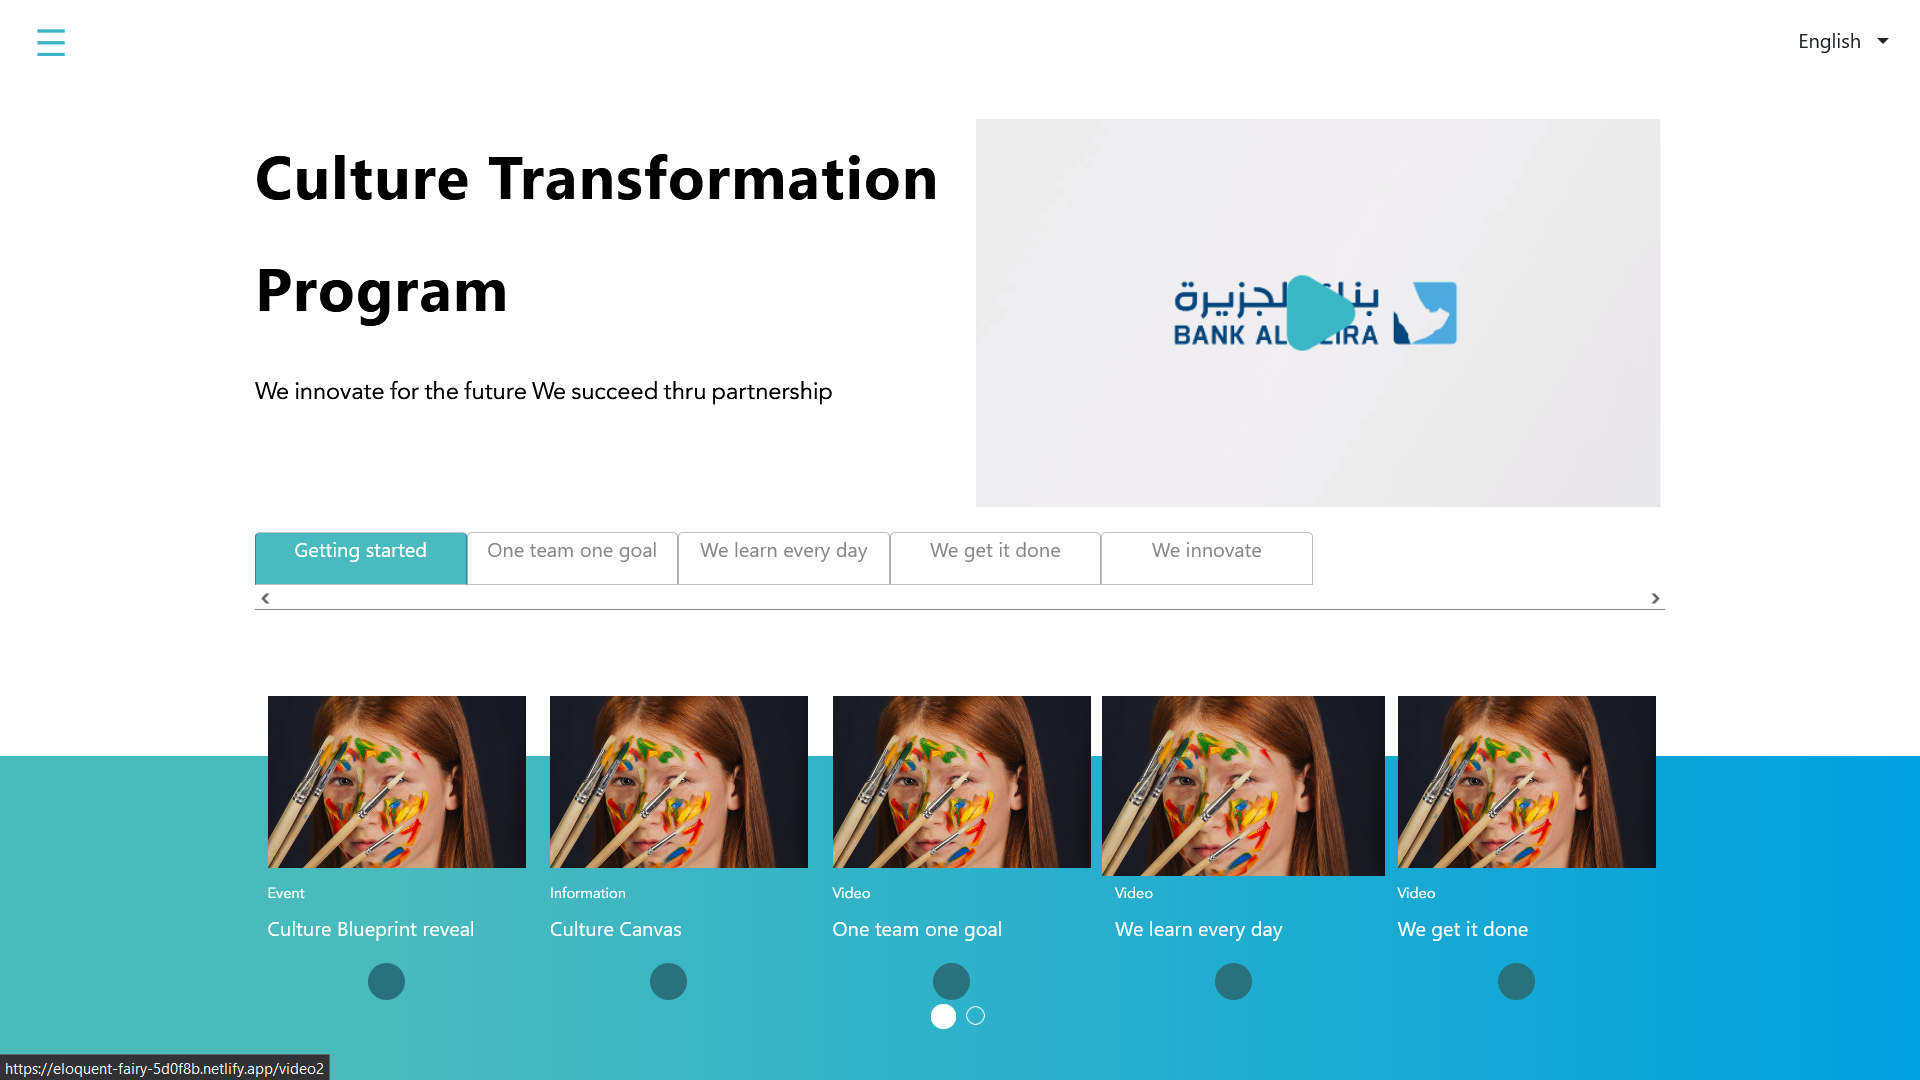 English
Culture Transformation
Program
We innovate for the future We succeed thru partnership
بنك الجزيرة
BANK AL
IRA
Getting started
One team one goal
We learn every day
We get it done
We innovate
Event
Culture Blueprint reveal
Information
Culture Canvas
Video
One team one goal
Video
We learn every day
Video
We get it done
https://eloquent-fairy-5d0f8b.netlify.app/video2